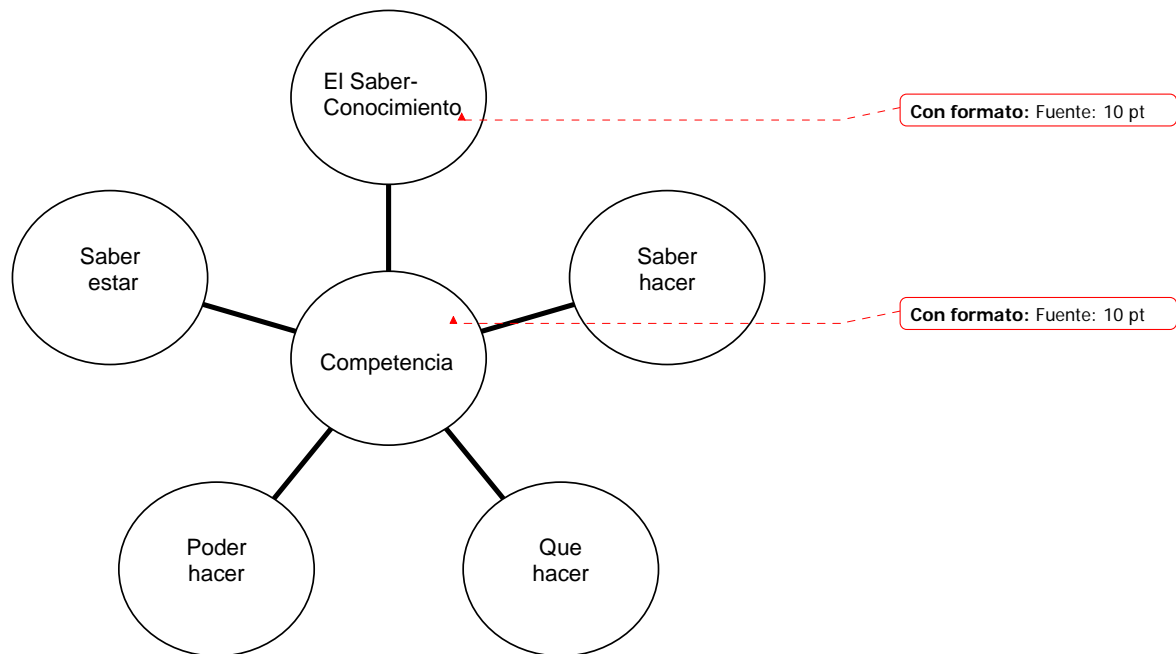 El Saber-
Conocimiento
Con formato: Fuente: 10 pt
Saber
estar
Saber
hacer
Con formato: Fuente: 10 pt
Competencia
Poder
hacer
Que
hacer